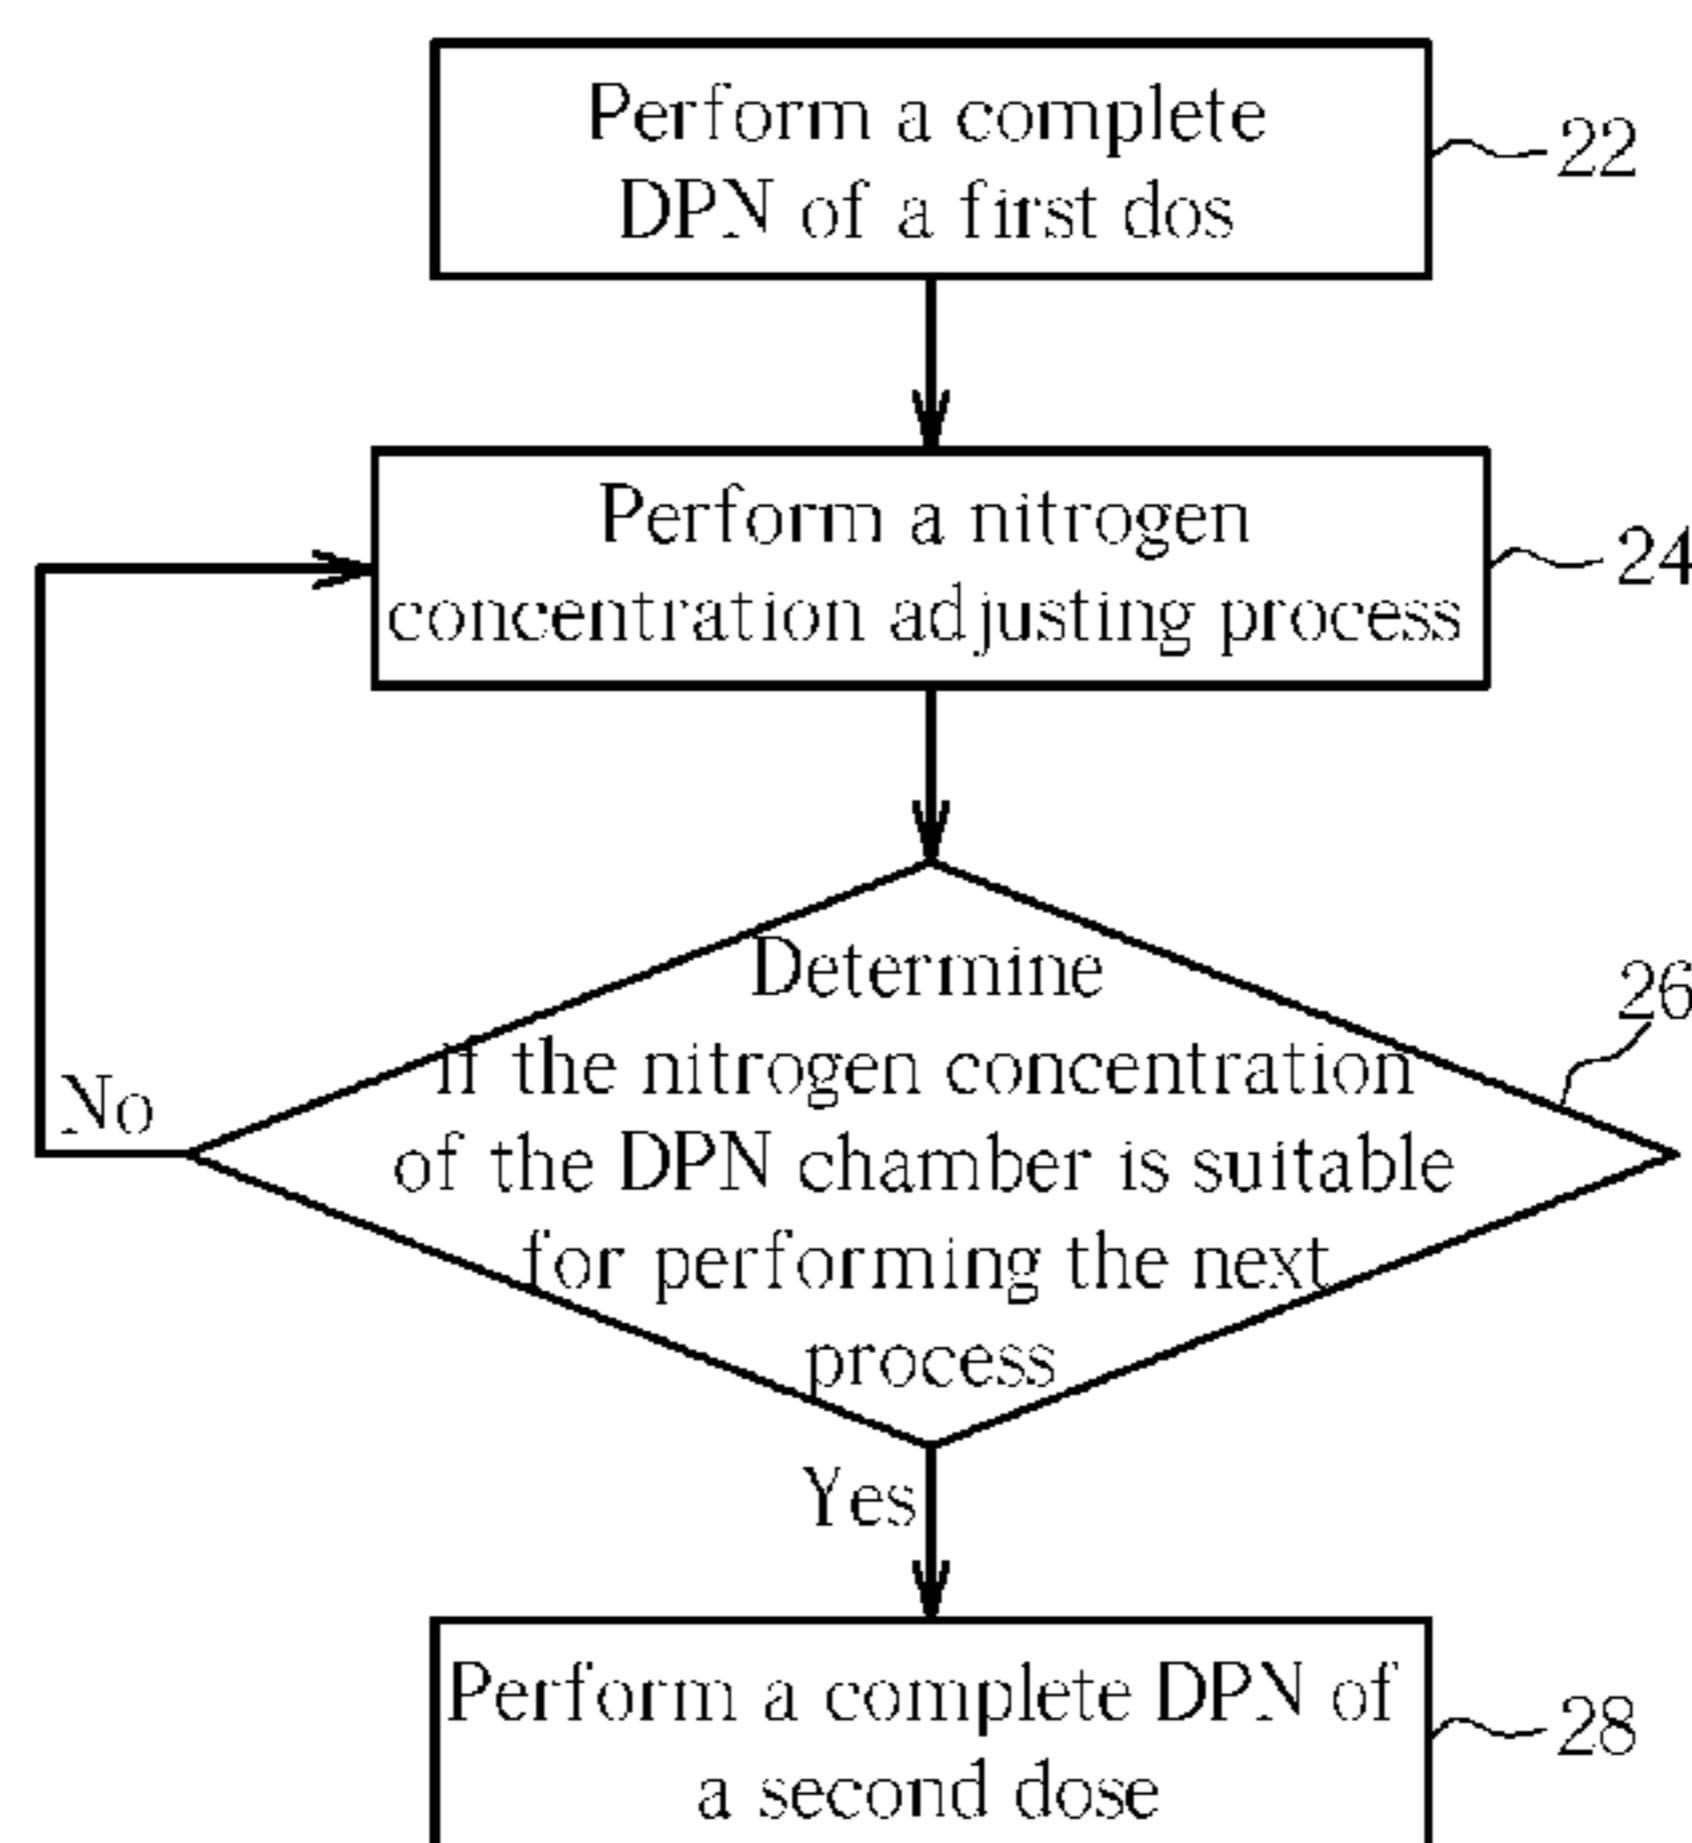 Perform a complete
DPN of a first dos
22
Perform a nitrogen
concentration adjusting process
24
Determine
if the nitrogen concentration
of the DPN chamber is suitable
for performing the next
process
26
No
Yes
Perform a complete DPN of
a second dose
28